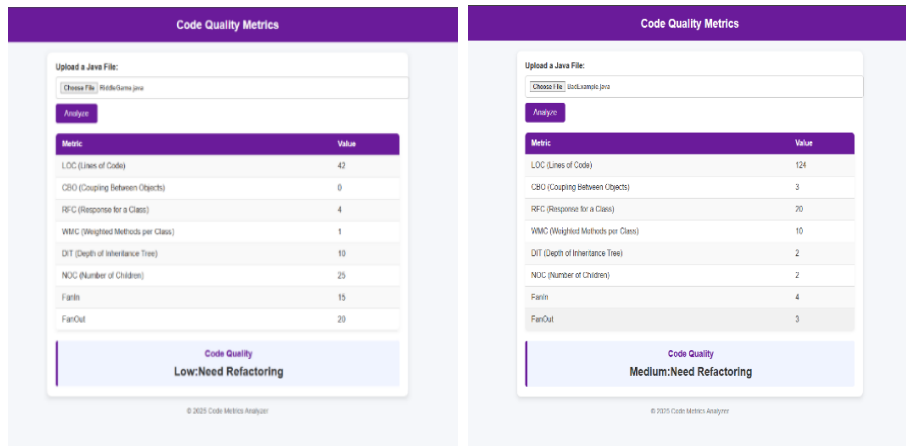 Code Quality Metrics
Upload a Java File:
Choose File RiddleGame.java
Analyze
Metric Value
LOC (Lines of Code) 42
CBO (Coupling Between Objects) 0
RFC (Response for a Class) 4
WMC (Weighted Methods per Class) 1
DIT (Depth of Inheritance Tree) 10
NOC (Number of Children) 25
FanIn 15
FanOut 20
Code Quality
Low:Need Refactoring
© 2025 Code Metrics Analyzer
Code Quality Metrics
Upload a Java File:
Choose File BadExample.java
Analyze
Metric Value
LOC (Lines of Code) 124
CBO (Coupling Between Objects) 3
RFC (Response for a Class) 20
WMC (Weighted Methods per Class) 10
DIT (Depth of Inheritance Tree) 2
NOC (Number of Children) 2
FanIn 4
FanOut 3
Code Quality
Medium:Need Refactoring
© 2025 Code Metrics Analyzer